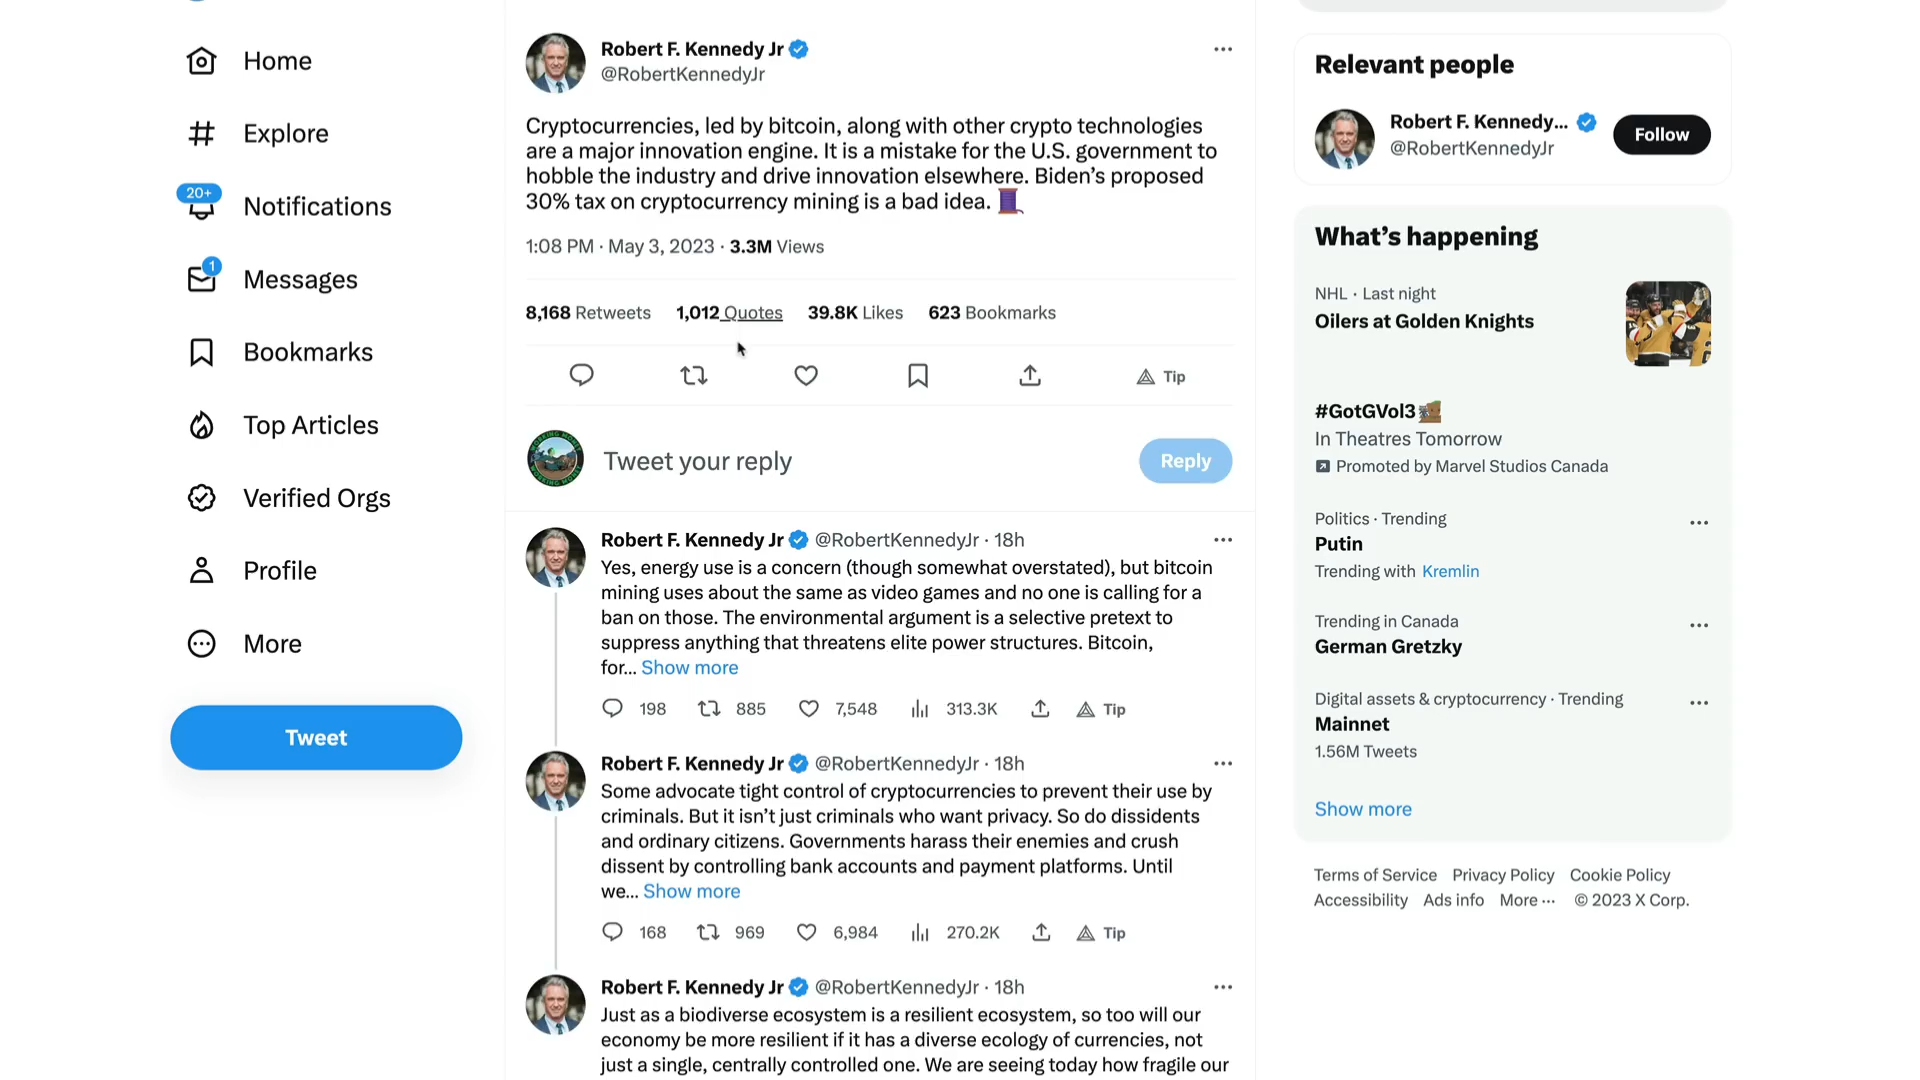 Home
Explore
20+
Notifications
1
Messages
Bookmarks
Top Articles
Verified Orgs
Profile
More
Tweet
Robert F. Kennedy Jr
@RobertKennedyJr
Cryptocurrencies, led by bitcoin, along with other crypto technologies
are a major innovation engine. It is a mistake for the U.S. government to
hobble the industry and drive innovation elsewhere. Biden’s proposed
30% tax on cryptocurrency mining is a bad idea.
1:08 PM · May 3, 2023 · 3.3M Views
8,168 Retweets 1,012 Quotes 39.8K Likes 623 Bookmarks
Tip
Tweet your reply
Reply
Robert F. Kennedy Jr @RobertKennedyJr · 18h
Yes, energy use is a concern (though somewhat overstated), but bitcoin
mining uses about the same as video games and no one is calling for a
ban on those. The environmental argument is a selective pretext to
suppress anything that threatens elite power structures. Bitcoin,
for... Show more
198 885 7,548 313.3K Tip
Robert F. Kennedy Jr @RobertKennedyJr · 18h
Some advocate tight control of cryptocurrencies to prevent their use by
criminals. But it isn’t just criminals who want privacy. So do dissidents
and ordinary citizens. Governments harass their enemies and crush
dissent by controlling bank accounts and payment platforms. Until
we... Show more
168 969 6,984 270.2K Tip
Robert F. Kennedy Jr @RobertKennedyJr · 18h
Just as a biodiverse ecosystem is a resilient ecosystem, so too will our
economy be more resilient if it has a diverse ecology of currencies, not
just a single, centrally controlled one. We are seeing today how fragile our
Relevant people
Robert F. Kennedy...
@RobertKennedyJr
Follow
What’s happening
NHL · Last night
Oilers at Golden Knights
#GotGVol3
In Theatres Tomorrow
Promoted by Marvel Studios Canada
Politics · Trending
Putin
Trending with Kremlin
Trending in Canada
German Gretzky
Digital assets & cryptocurrency · Trending
Mainnet
1.56M Tweets
Show more
Terms of Service Privacy Policy Cookie Policy
Accessibility Ads info More ··· © 2023 X Corp.